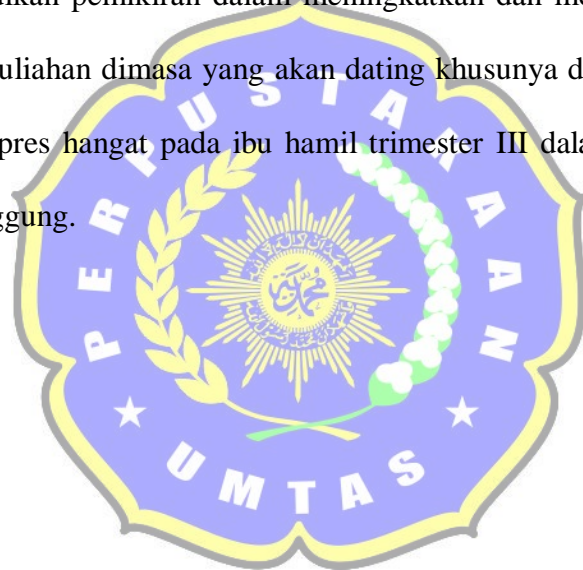 pemikiran dalam meningkatkan dan
uliahan dimasa yang akan dating khusunya d
pres hangat pada ibu hamil trimester III dala
ggung.
PERPUSTAKAAN
UMTAS